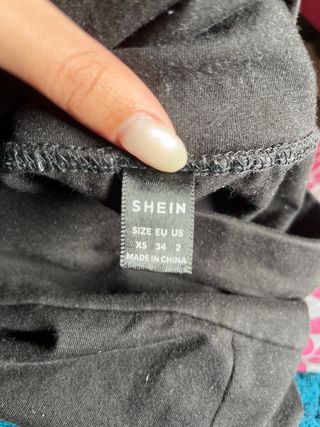 SHEIN
SIZE EU US
XS 34 2
MADE IN CHINA